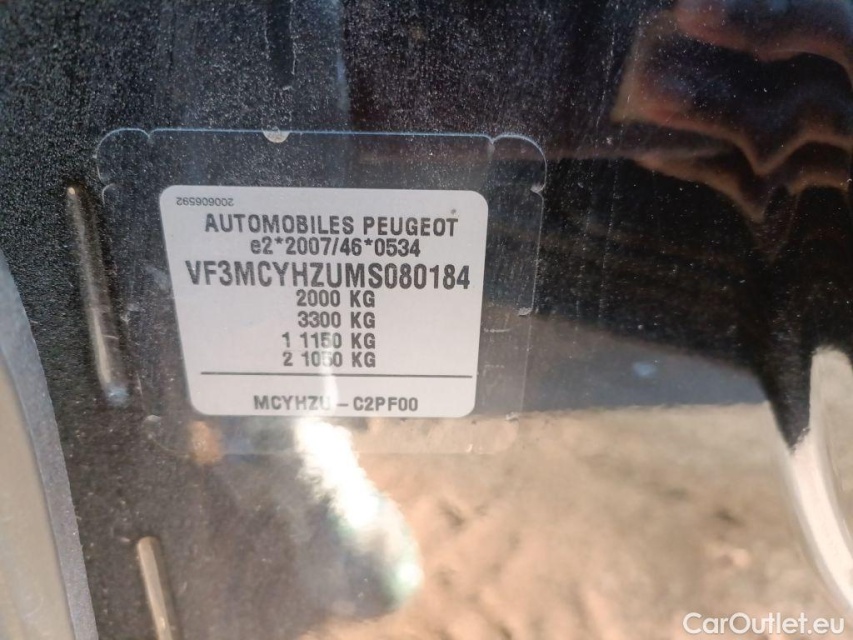 200606592
AUTOMOBILES PEUGEOT
e2*2007/46*0534
VF3MCYHZUMS080184
2000 KG
3300 KG
1 1150 KG
2 1050 KG
MCYHZU - C2PF00
CarOutlet.eu